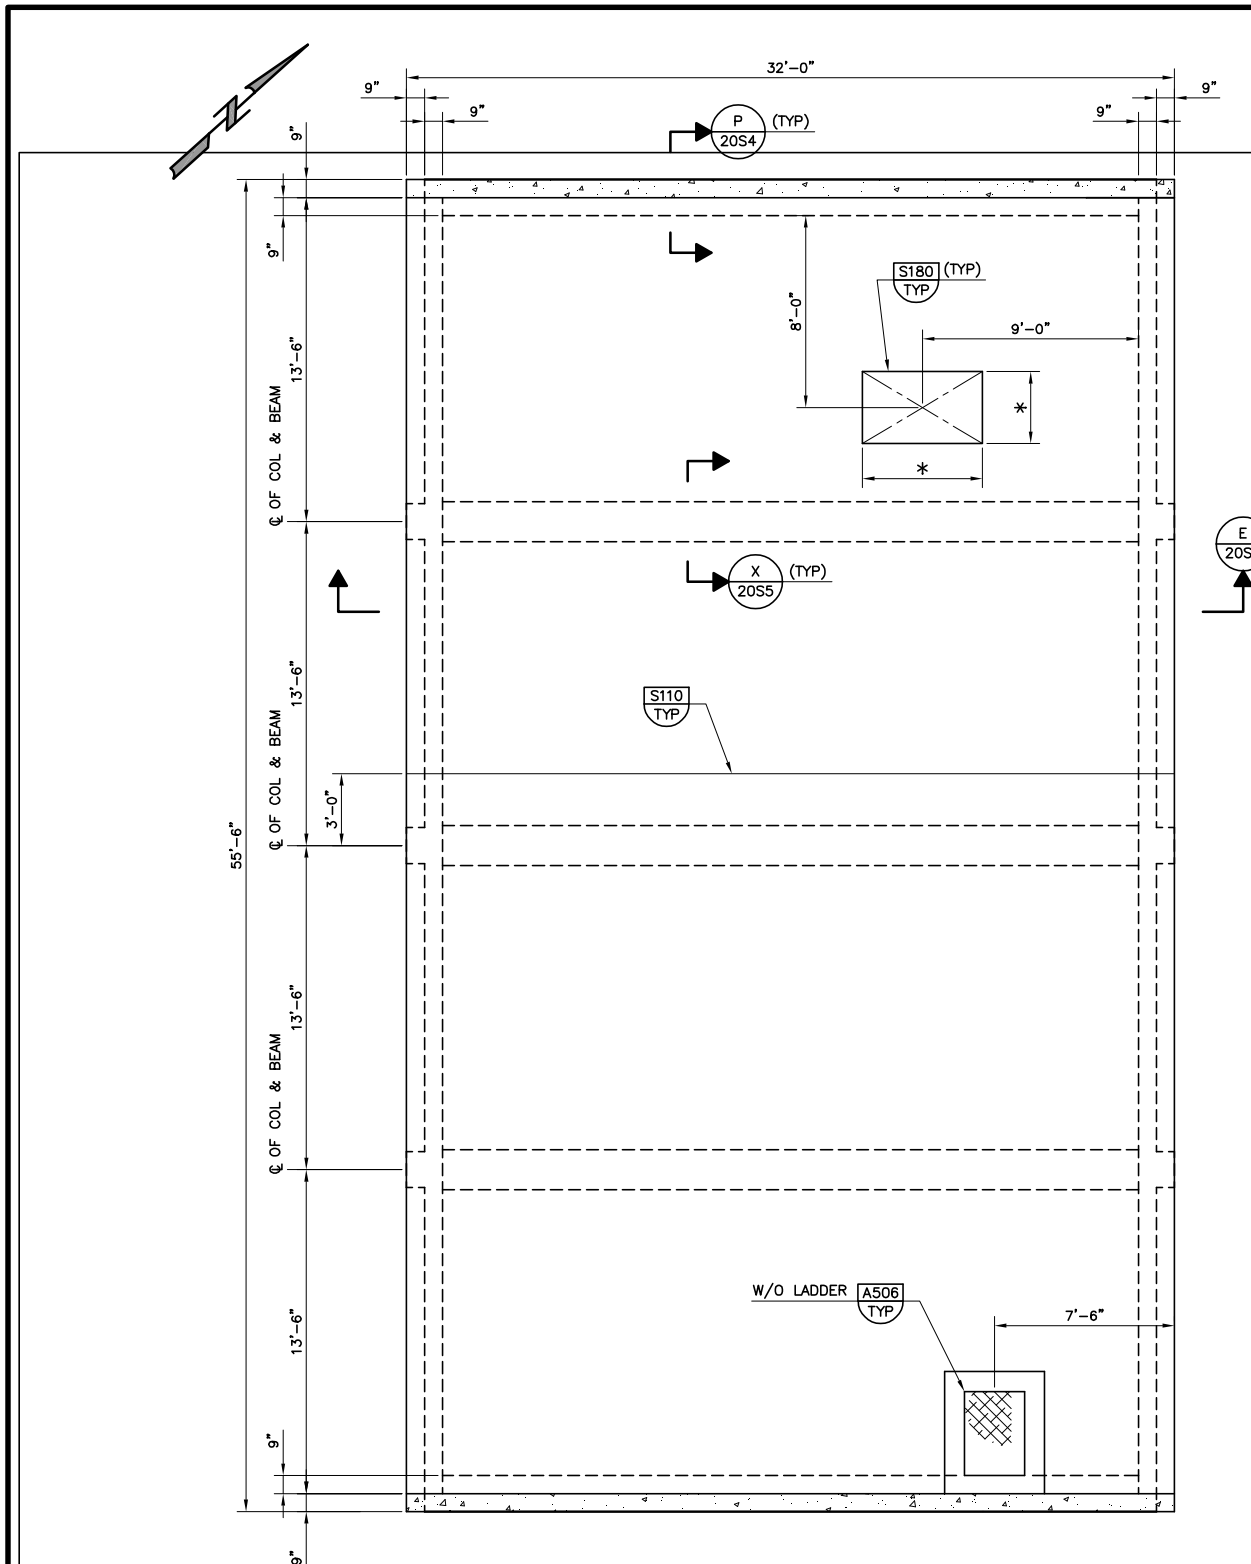 32'-0"
9"
9"
9"
9"
9"
P
20S4
(TYP)
9"
S180
TYP
(TYP)
8'-0"
9'-0"
13'-6"
*
*
℄ OF COL & BEAM
E
X
20S5
(TYP)
13'-6"
S110
TYP
℄ OF COL & BEAM
3'-0"
55'-6"
13'-6"
℄ OF COL & BEAM
W/O LADDER
A506
TYP
7'-6"
13'-6"
9"
9"
N